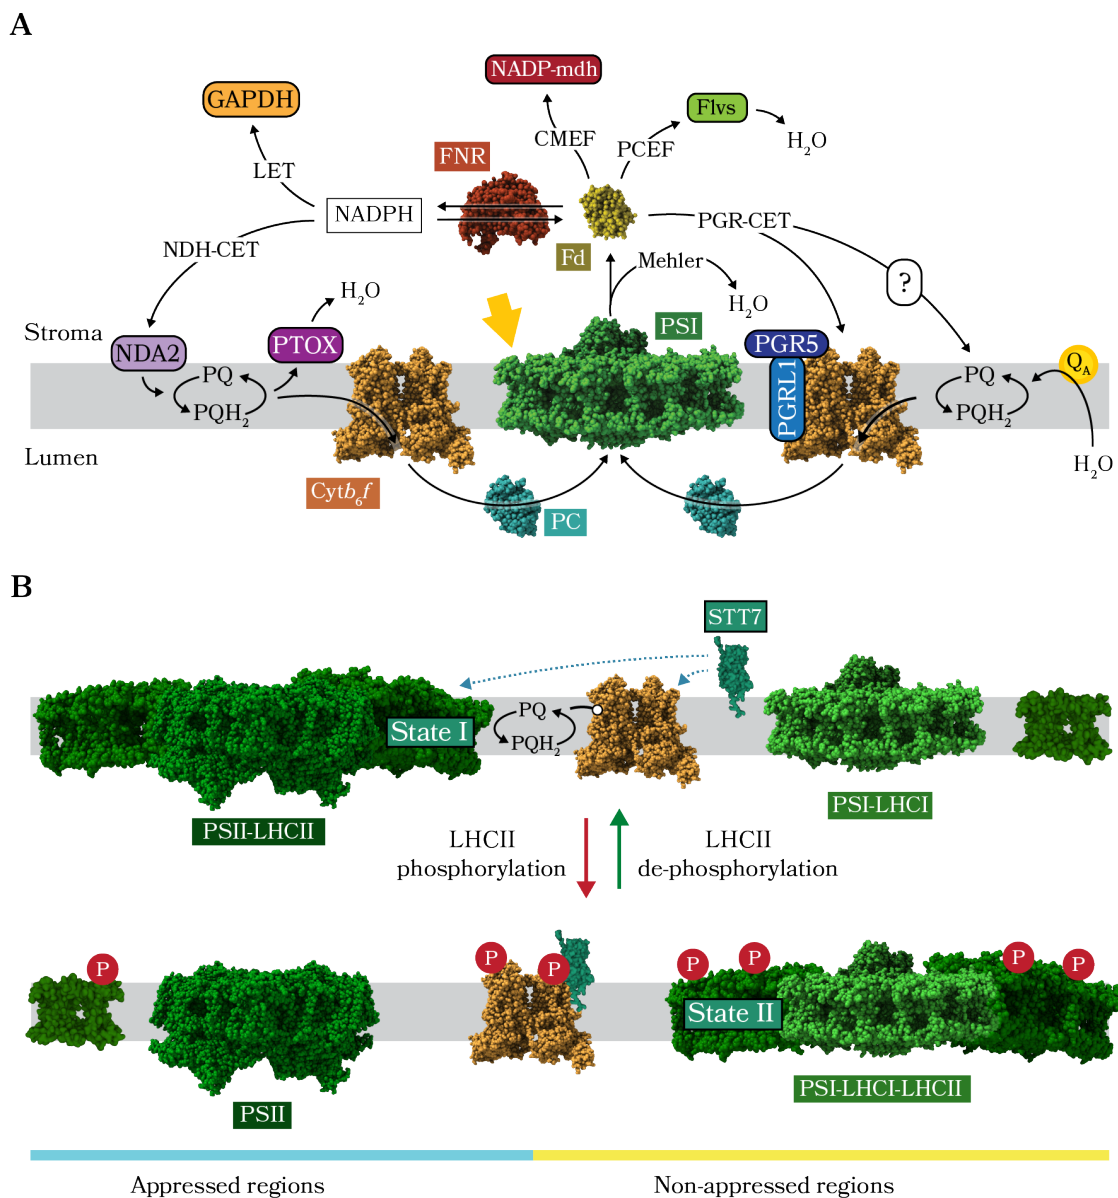 A
NADP-mdh
GAPDH
Flvs
CMEF
PCEF
H₂O
FNR
LET
NADPH
PGR-CET
NDH-CET
Fd
Mehler
?
H₂O
H₂O
Stroma
PSI
NDA2
PTOX
PGR5
PQ
PQH₂
PGRL1
PQ
PQH₂
Q_A
Lumen
H₂O
Cytb₆f
PC
B
STT7
State I
PQ
PQH₂
PSII-LHCII
PSI-LHCI
LHCII
phosphorylation
LHCII
de-phosphorylation
P
P
P
P
P
P
P
State II
PSII
PSI-LHCI-LHCII
Appressed regions
Non-appressed regions